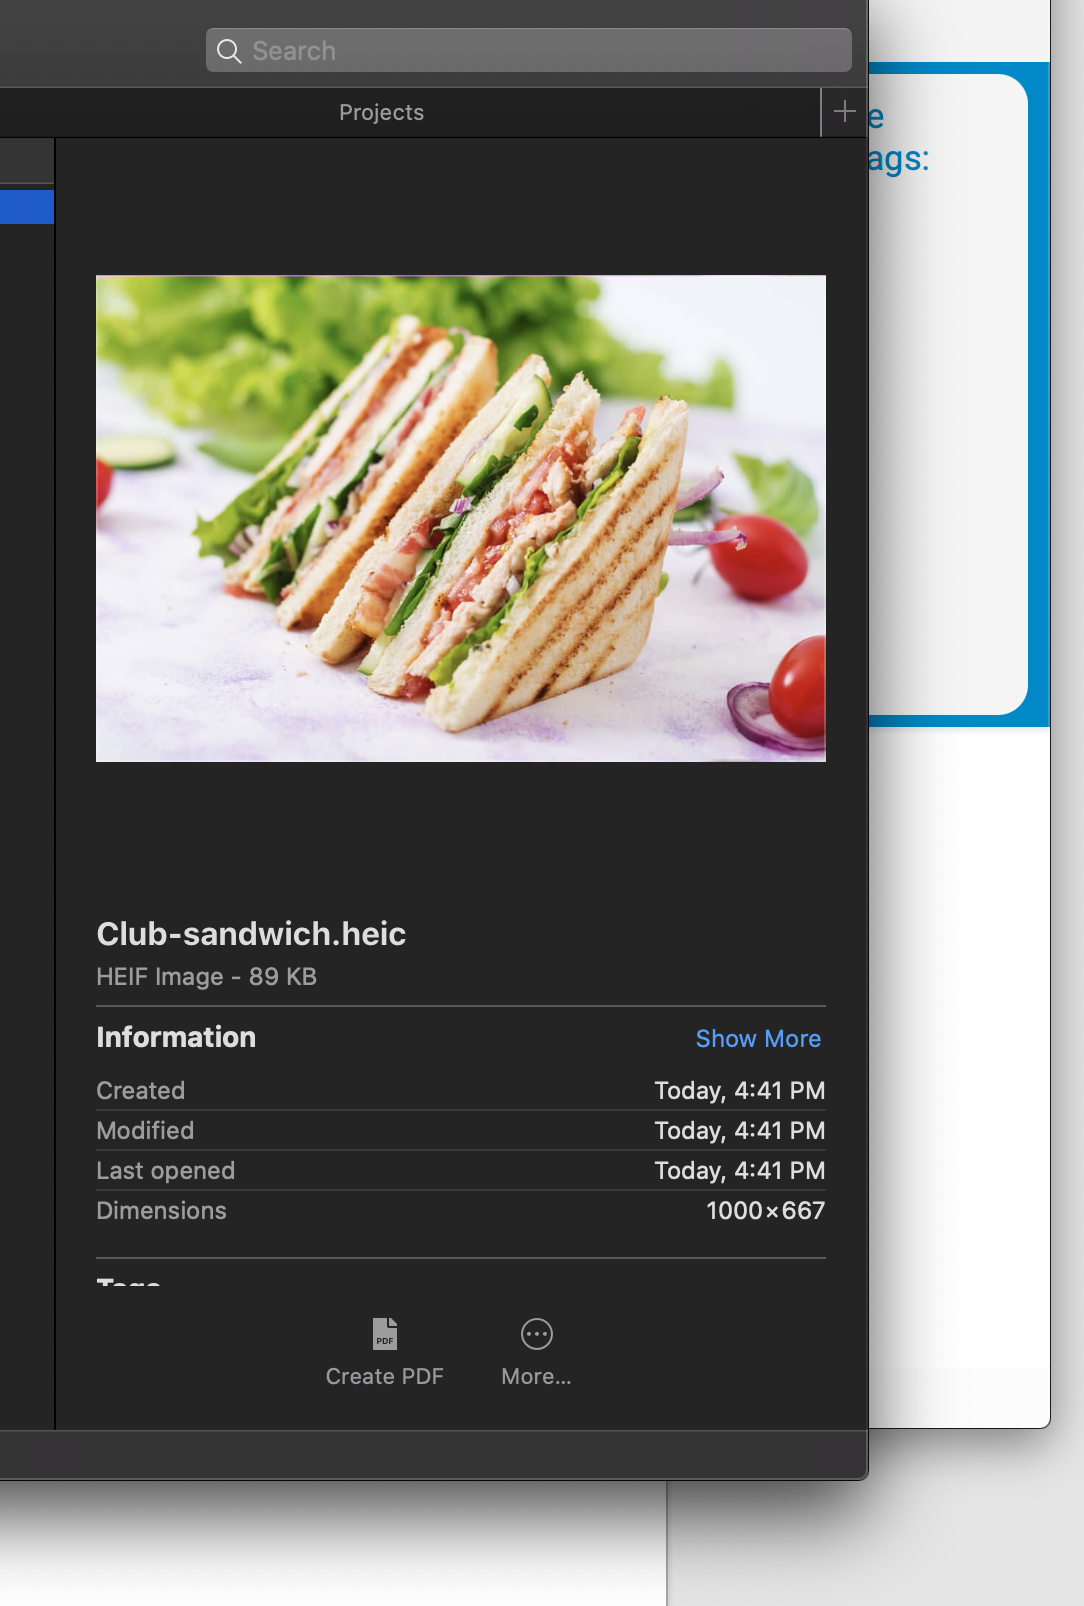 Search
Projects
e
ags:
Club-sandwich.heic
HEIF Image - 89 KB
Information
Show More
Created
Today, 4:41 PM
Modified
Today, 4:41 PM
Last opened
Today, 4:41 PM
Dimensions
1000×667
Tags
PDF
Create PDF
More...